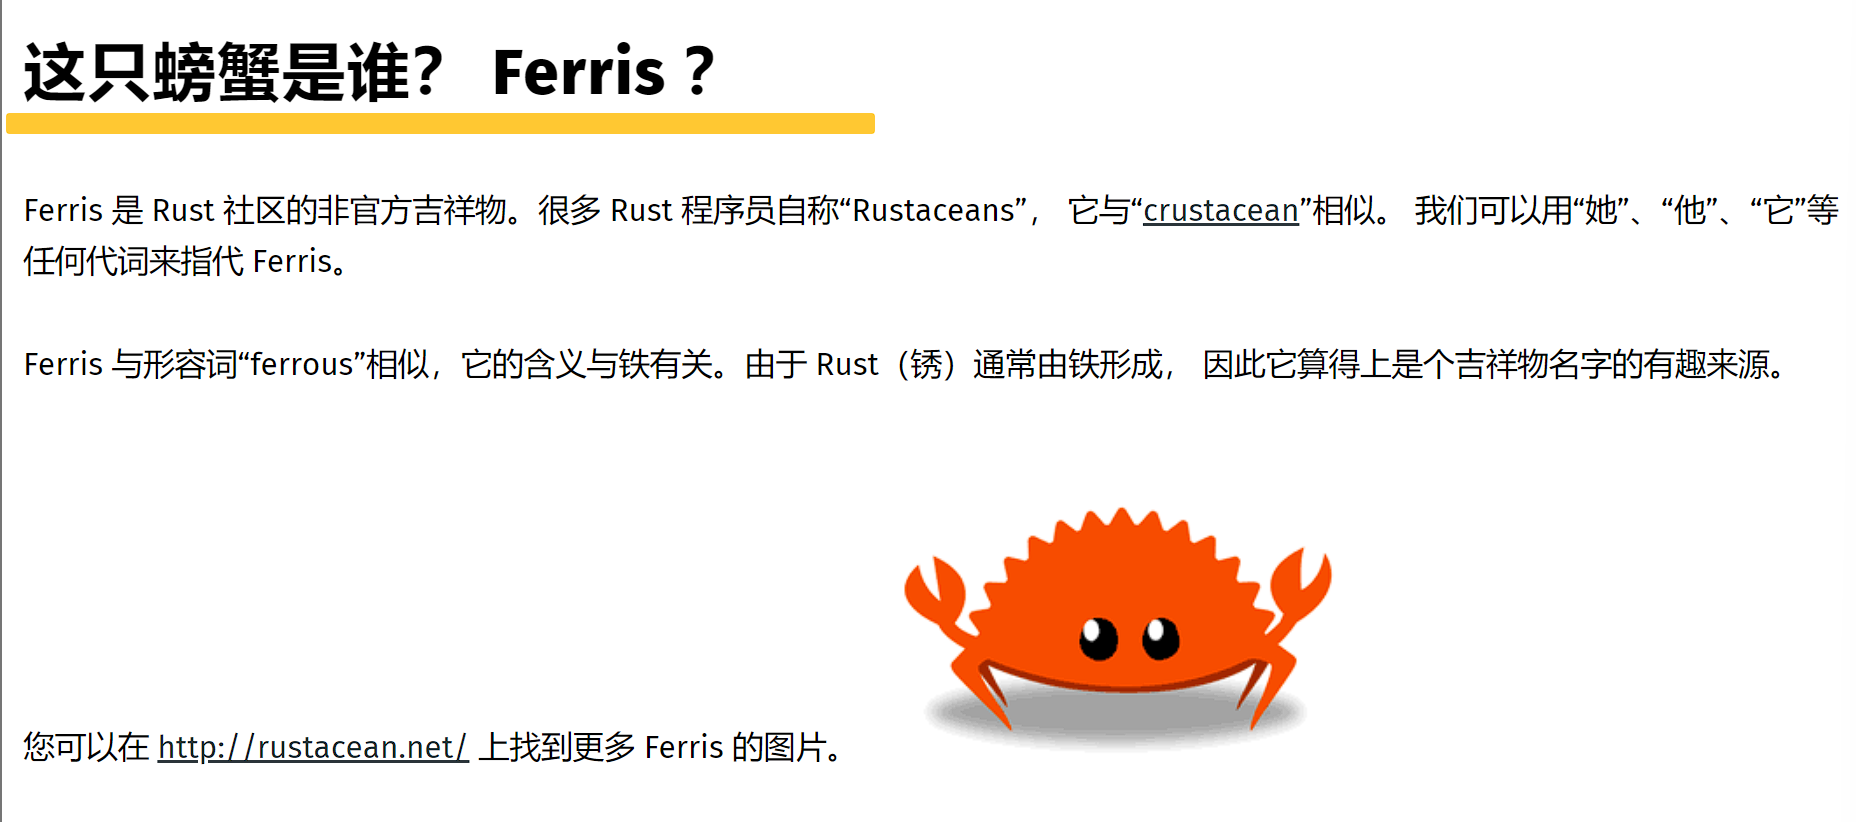 这只螃蟹是谁？ Ferris ？
Ferris 是 Rust 社区的非官方吉祥物。很多 Rust 程序员自称“Rustaceans”， 它与“crustacean”相似。 我们可以用“她”、“他”、“它”等
任何代词来指代 Ferris。
Ferris 与形容词“ferrous”相似，它的含义与铁有关。由于 Rust（锈）通常由铁形成， 因此它算得上是个吉祥物名字的有趣来源。
您可以在 http://rustacean.net/ 上找到更多 Ferris 的图片。